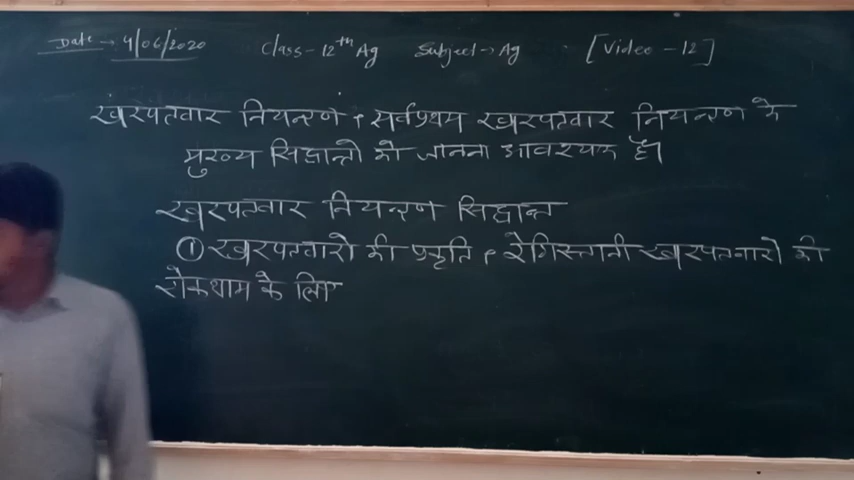 Date → 4/06/2020 Class - 12th Ag Subject → Ag [Video - 12]
खरपतवार नियन्त्रण र सर्वप्रथम खरपतवार नियन्त्रण के
मुख्य सिद्धान्तो को जानना आवश्यक है।
खरपतवार नियन्त्रण सिद्धान्त
① खरपतवारो की प्रकृति र रेगिस्तानी खरपतवारो की
रोकथाम के लिए